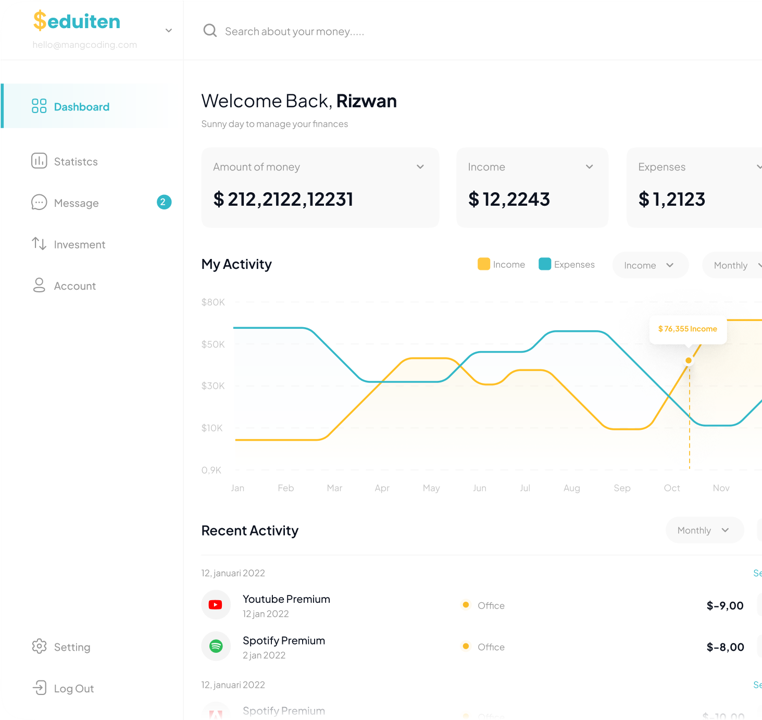 $eduiten
hello@mangcoding.com
Search about your money.....
Dashboard
Statistcs
Message 2
Invesment
Account
Setting
Log Out
Welcome Back, Rizwan
Sunny day to manage your finances
Amount of money
$ 212,2122,12231
Income
$ 12,2243
Expenses
$ 1,2123
My Activity
Income
Expenses
Income
Monthly
$80K
$50K
$30K
$10K
0,9K
$ 76,355 Income
Jan Feb Mar Apr May Jun Jul Aug Sep Oct Nov
Recent Activity
Monthly
12, januari 2022
Se
Youtube Premium
12 jan 2022
Office
$-9,00
Spotify Premium
2 jan 2022
Office
$-8,00
12, januari 2022
Se
Spotify Premium
Office
$-10,00